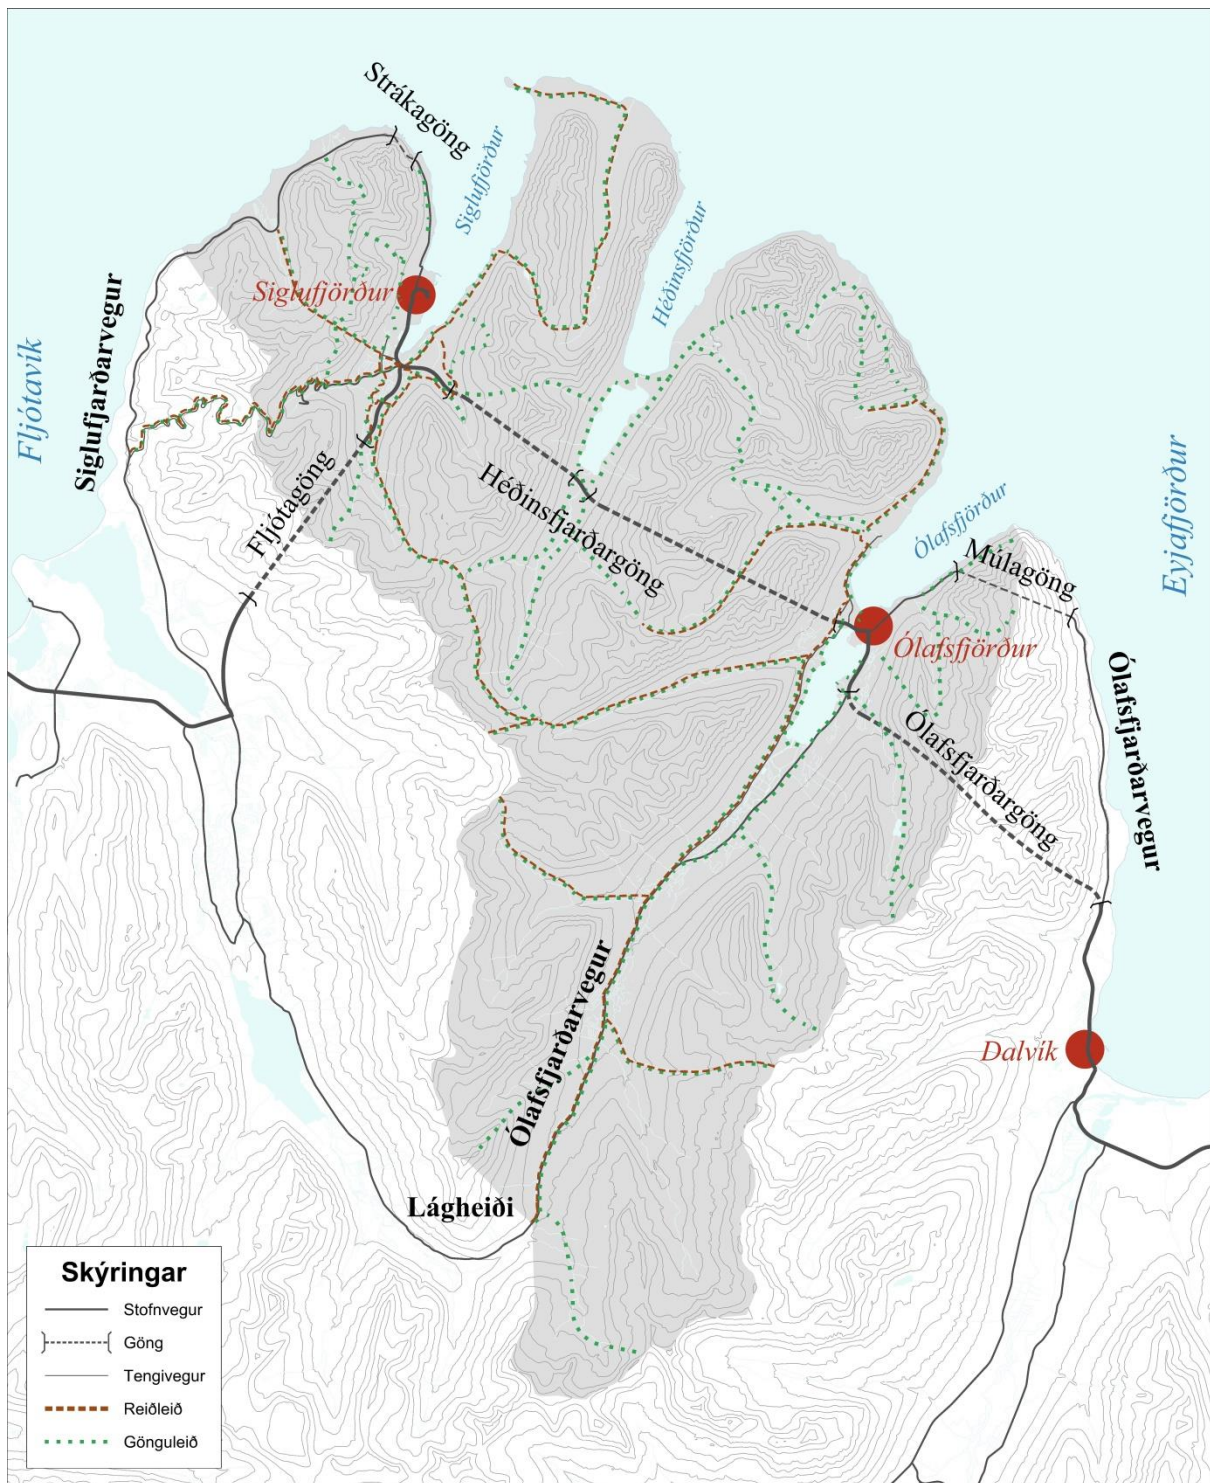 Strákagöng
Siglufjörður
Héðinsfjörður
Siglufjörður
Siglufjarðarvegur
Fljótavík
Fljótagöng
Héðinsfjarðargöng
Ólafsfjörður
Múlagöng
Eyjafjörður
Ólafsfjörður
Ólafsfjarðarvegur
Ólafsfjarðargöng
Ólafsfjarðarvegur
Dalvík
Lágheiði
Skýringar
Stofnvegur
Göng
Tengivegur
Reiðleið
Gönguleið